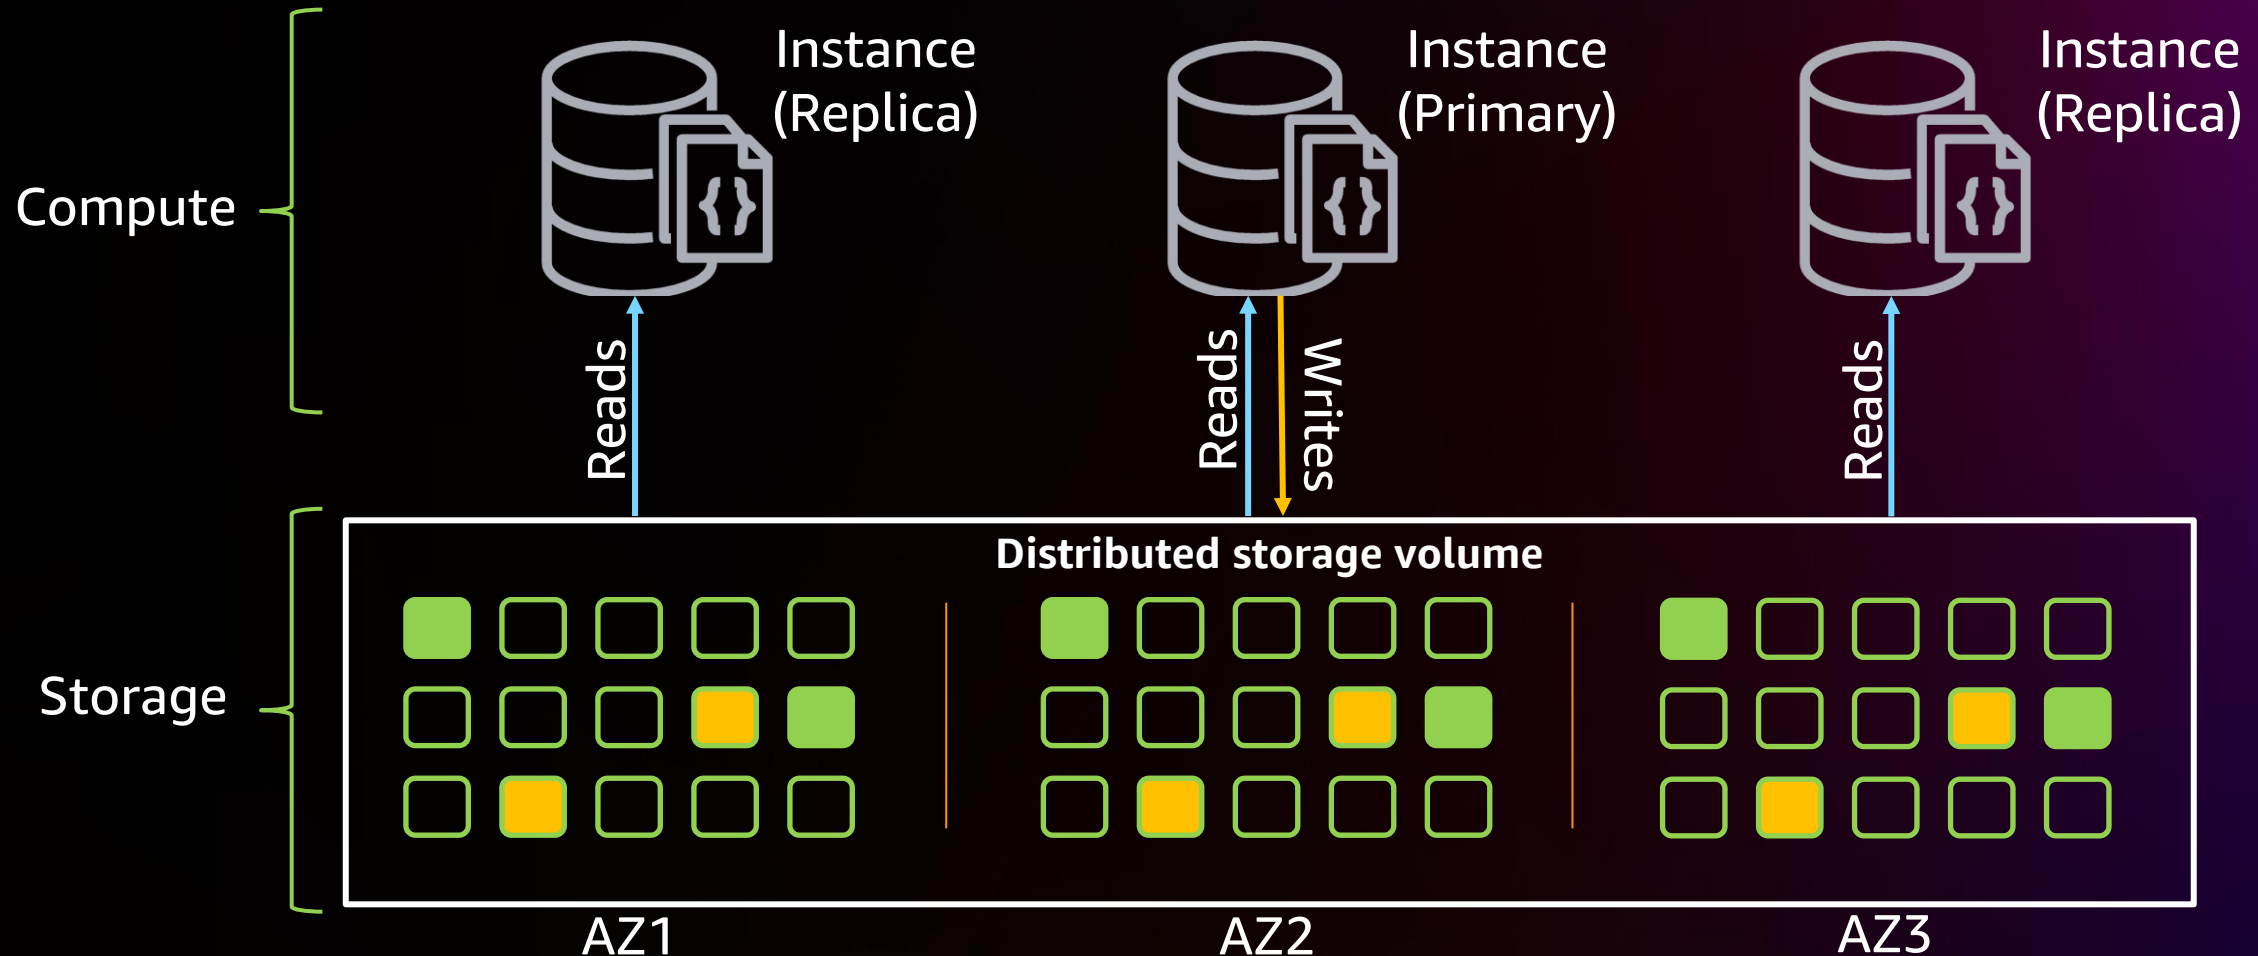 Instance
(Replica)
Instance
(Primary)
Instance
(Replica)
{}
{}
{}
Compute
Reads
Reads
Writes
Reads
Distributed storage volume
Storage
AZ1
AZ2
AZ3